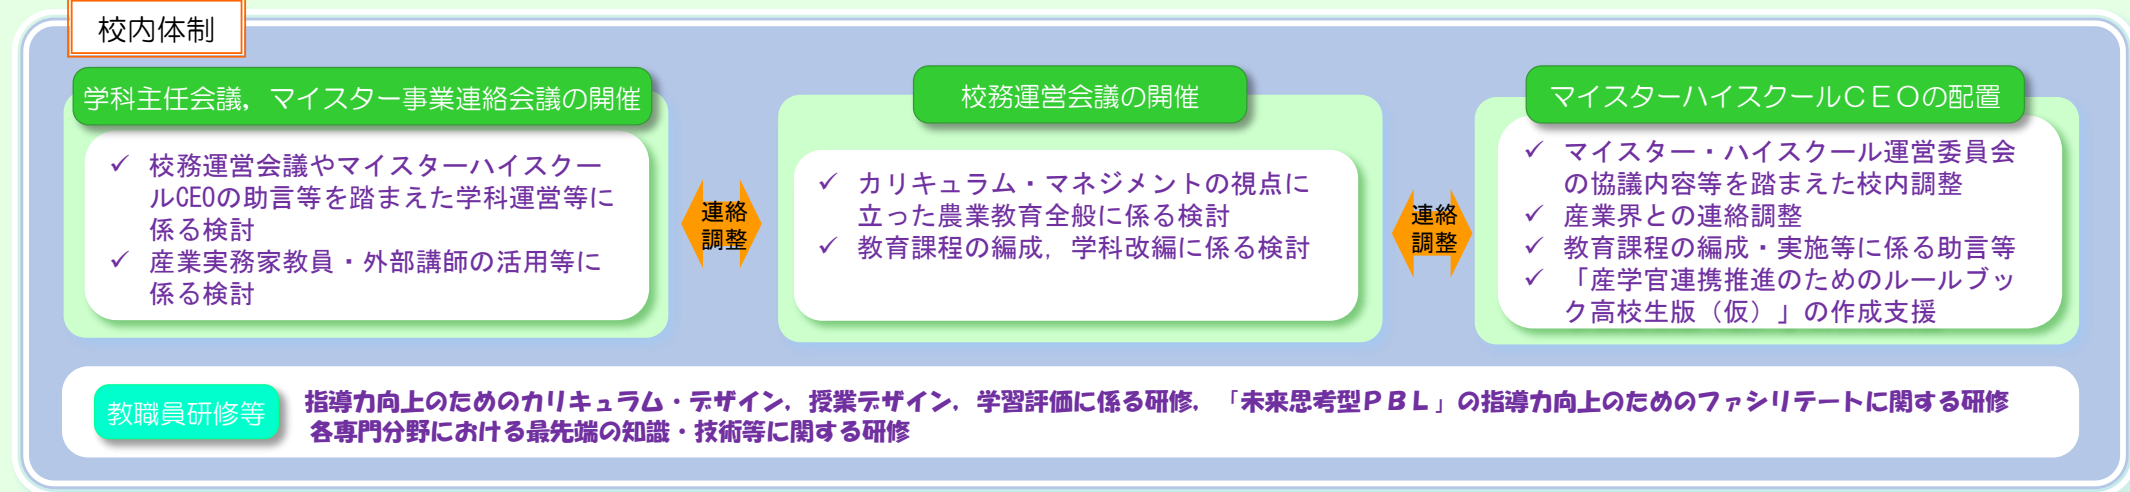 校内体制
学科主任会議，マイスター事業連絡会議の開催
✓ 校務運営会議やマイスターハイスクー
ルCEOの助言等を踏まえた学科運営等に
係る検討
✓ 産業実務家教員・外部講師の活用等に
係る検討
連絡
調整
校務運営会議の開催
✓ カリキュラム・マネジメントの視点に
立った農業教育全般に係る検討
✓ 教育課程の編成，学科改編に係る検討
連絡
調整
マイスターハイスクールＣＥＯの配置
✓ マイスター・ハイスクール運営委員会
の協議内容等を踏まえた校内調整
✓ 産業界との連絡調整
✓ 教育課程の編成・実施等に係る助言等
✓ 「産学官連携推進のためのルールブッ
ク高校生版（仮）」の作成支援
教職員研修等
指導力向上のためのカリキュラム・デザイン，授業デザイン，学習評価に係る研修，「未来思考型ＰＢＬ」の指導力向上のためのファシリテートに関する研修
各専門分野における最先端の知識・技術等に関する研修